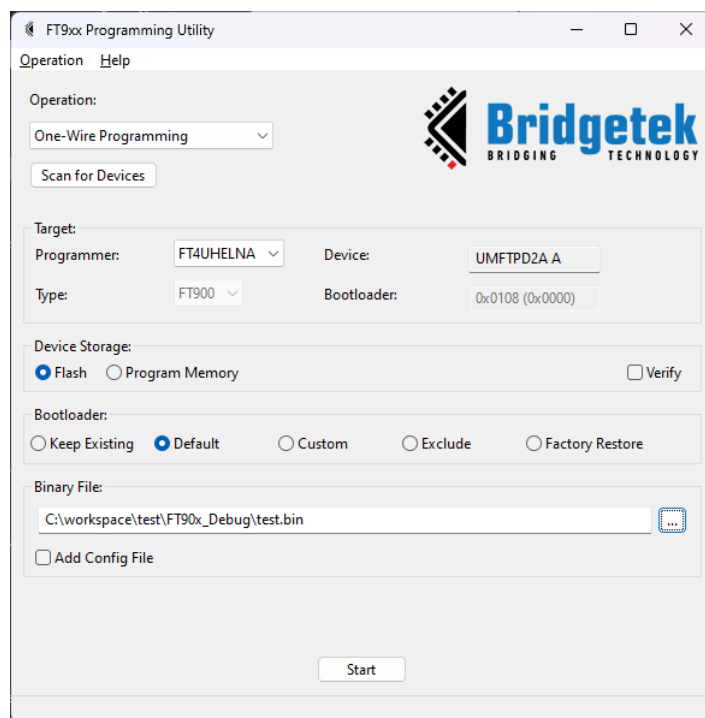 FT9xx Programming Utility
Operation Help
Operation:
One-Wire Programming
Scan for Devices
Bridgetek
BRIDGING TECHNOLOGY
Target:
Programmer: FT4UHELNA Device: UMFTPD2A A
Type: FT900 Bootloader: 0x0108 (0x0000)
Device Storage:
Flash Program Memory Verify
Bootloader:
Keep Existing Default Custom Exclude Factory Restore
Binary File:
C:\workspace\test\FT90x_Debug\test.bin ...
Add Config File
Start